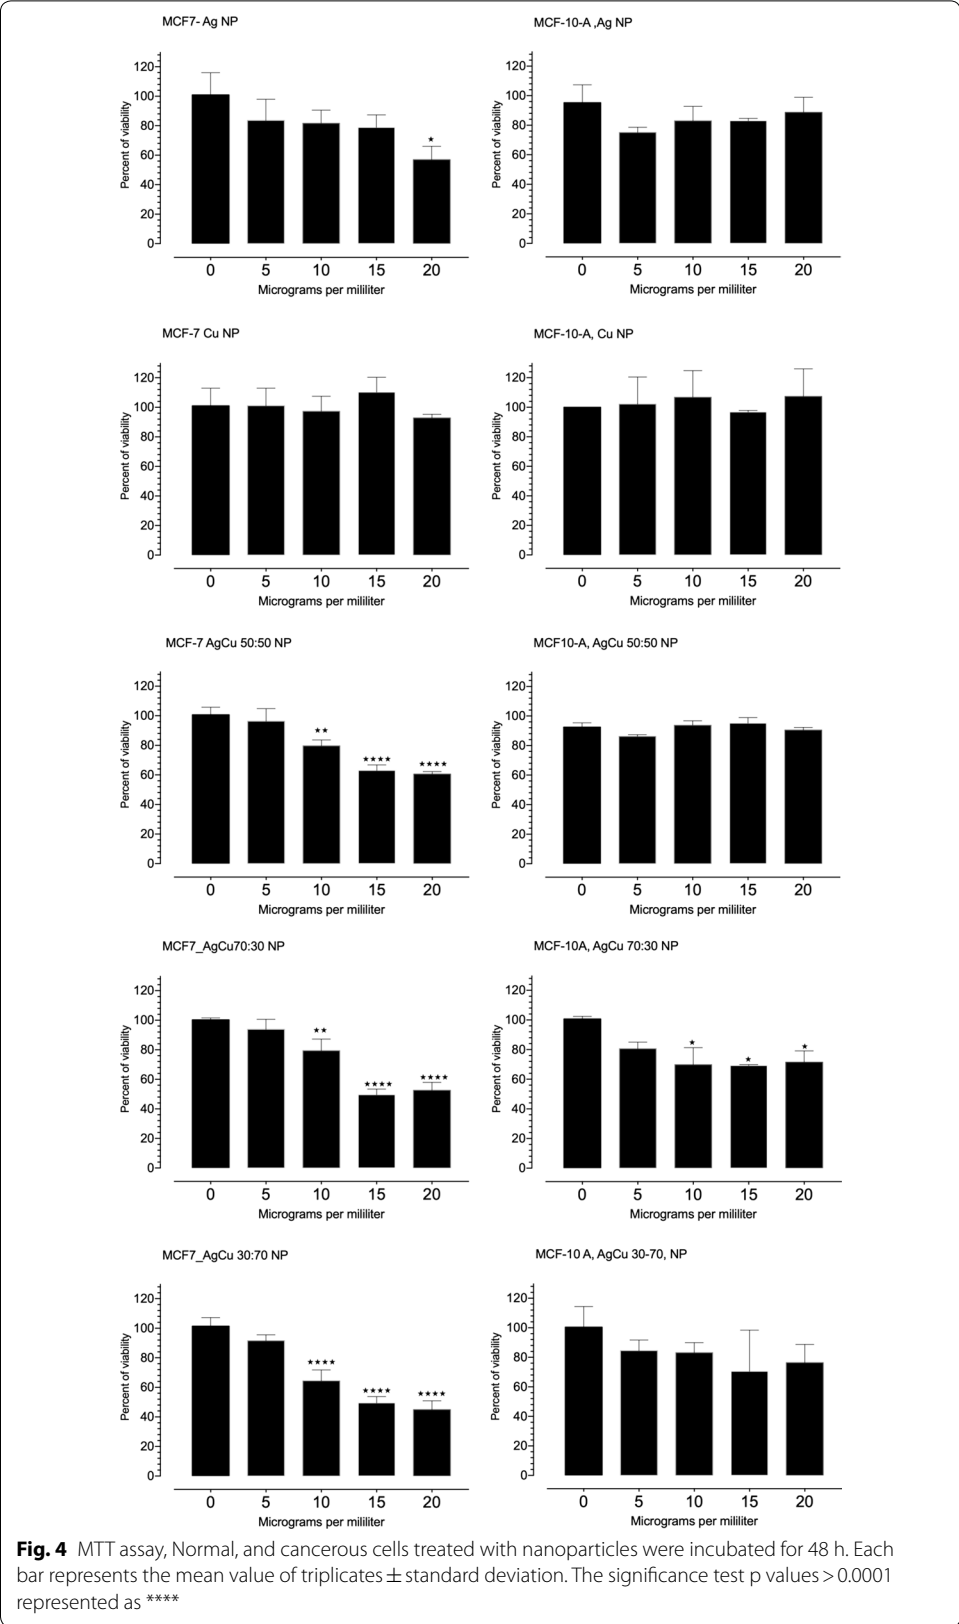 MCF7- Ag NP
MCF-10-A ,Ag NP
Percent of viability
120
100
80
60
40
20
0
★
0 5 10 15 20
Micrograms per mililiter
Percent of viability
120
100
80
60
40
20
0
0 5 10 15 20
Micrograms per mililiter
MCF-7 Cu NP
MCF-10-A, Cu NP
Percent of viability
120
100
80
60
40
20
0
0 5 10 15 20
Micrograms per mililiter
Percent of viability
120
100
80
60
40
20
0
0 5 10 15 20
Micrograms per mililiter
MCF-7 AgCu 50:50 NP
MCF10-A, AgCu 50:50 NP
Percent of viability
120
100
80
60
40
20
0
★★
★★★★
★★★★
0 5 10 15 20
Micrograms per mililiter
Percent of viability
120
100
80
60
40
20
0
0 5 10 15 20
Micrograms per mililiter
MCF7_AgCu70:30 NP
MCF-10A, AgCu 70:30 NP
Percent of viability
120
100
80
60
40
20
0
★★
★★★★
★★★★
0 5 10 15 20
Micrograms per mililiter
Percent of viability
120
100
80
60
40
20
0
★
★
★
0 5 10 15 20
Micrograms per mililiter
MCF7_AgCu 30:70 NP
MCF-10 A, AgCu 30-70, NP
Percent of viability
120
100
80
60
40
20
0
★★★★
★★★★
★★★★
0 5 10 15 20
Micrograms per mililiter
Percent of viability
120
100
80
60
40
20
0
0 5 10 15 20
Micrograms per mililiter
Fig. 4 MTT assay, Normal, and cancerous cells treated with nanoparticles were incubated for 48 h. Each
bar represents the mean value of triplicates ± standard deviation. The significance test p values > 0.0001
represented as ****